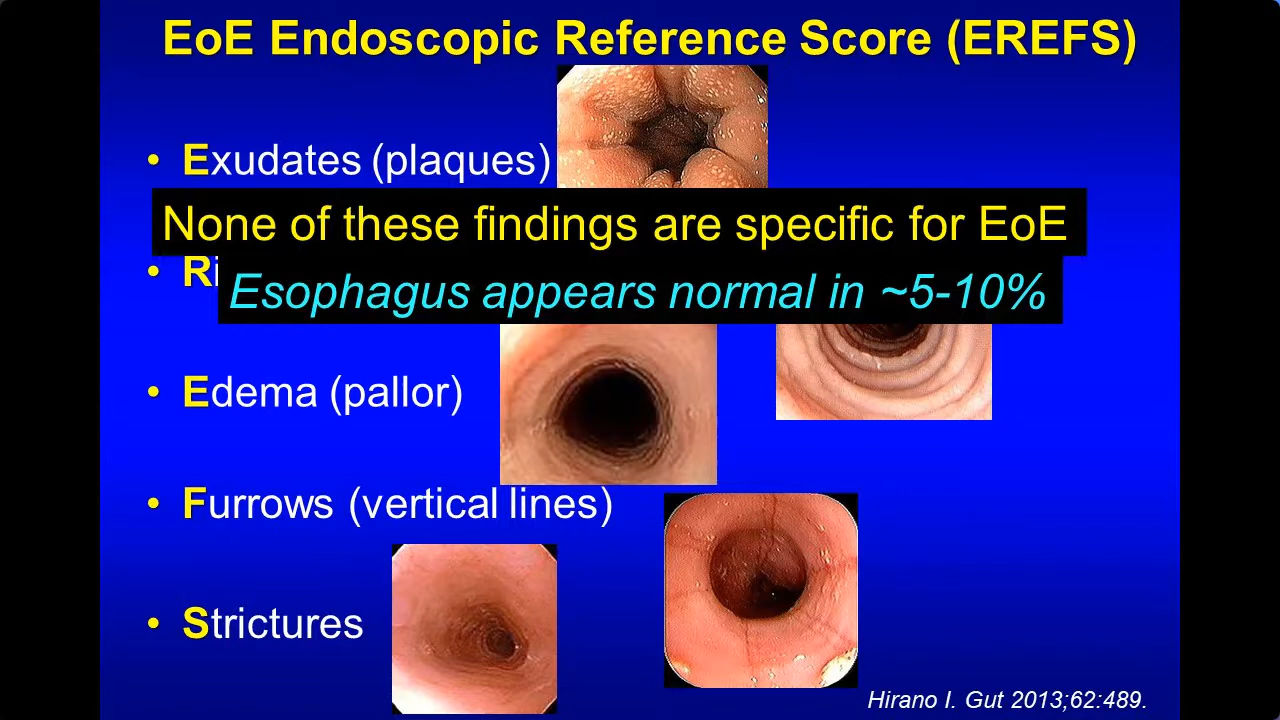 EoE Endoscopic Reference Score (EREFS)
• Exudates (plaques)
None of these findings are specific for EoE
• Ri
Esophagus appears normal in ~5-10%
• Edema (pallor)
• Furrows (vertical lines)
• Strictures
Hirano I. Gut 2013;62:489.